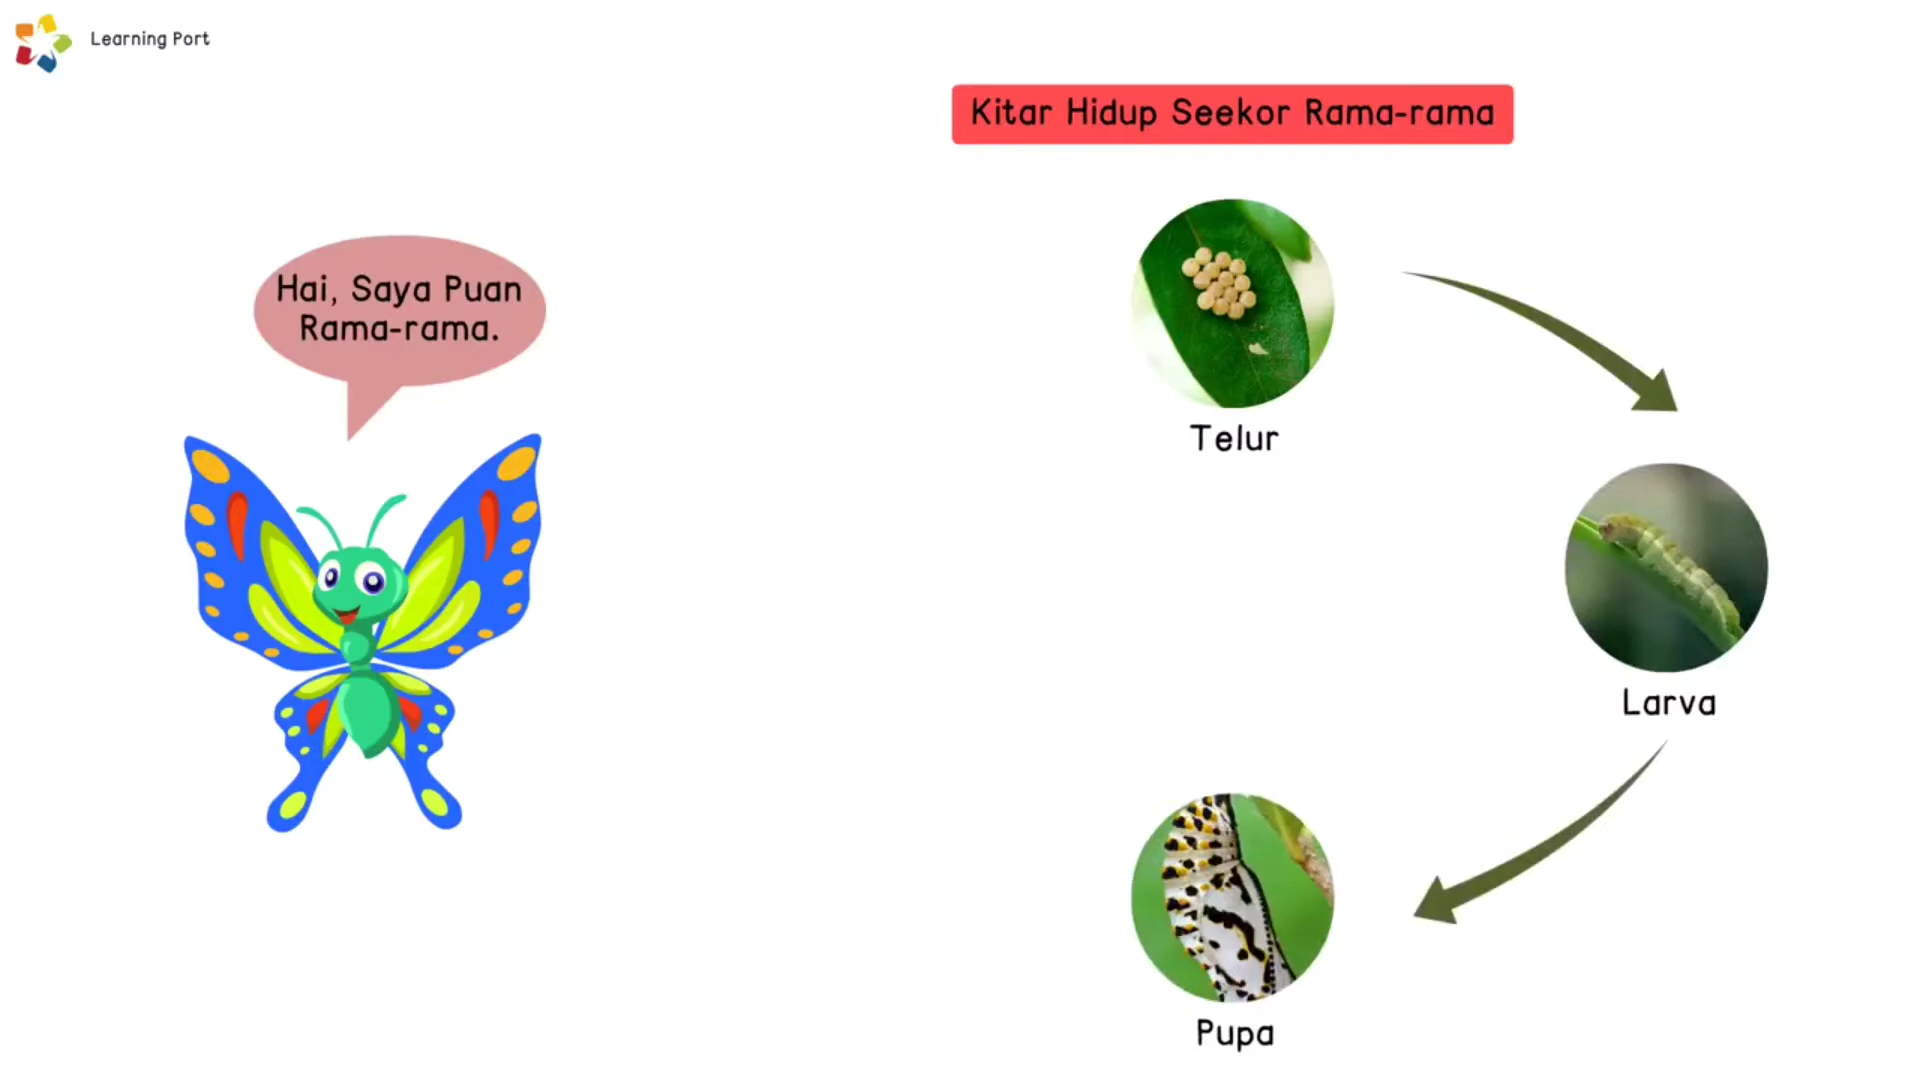 Learning Port
Kitar Hidup Seekor Rama-rama
Hai, Saya Puan
Rama-rama.
Telur
Larva
Pupa